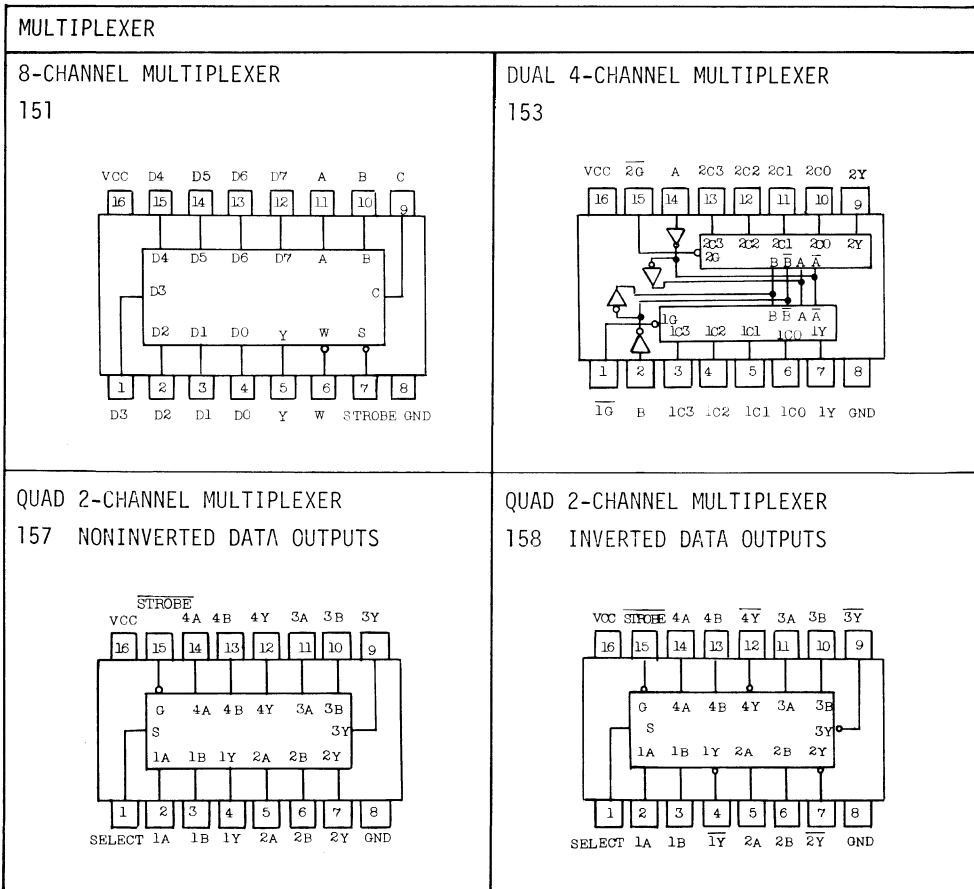 MULTIPLEXER
8-CHANNEL MULTIPLEXER
151
VCC D4 D5 D6 D7 A B C
16 15 14 13 12 11 10 9
D4 D5 D6 D7 A B
D3 C
D2 D1 D0 Y W S
1 2 3 4 5 6 7 8
D3 D2 D1 D0 Y W STROBE GND
DUAL 4-CHANNEL MULTIPLEXER
153
VCC 2G A 2C3 2C2 2C1 2C0 2Y
16 15 14 13 12 11 10 9
2C3 2C2 2C1 2C0 2Y
2G
B B A A
B B A A
1G
1C3 1C2 1C1 1C0 1Y
1 2 3 4 5 6 7 8
1G B 1C3 1C2 1C1 1C0 1Y GND
QUAD 2-CHANNEL MULTIPLEXER
157 NONINVERTED DATA OUTPUTS
STROBE
VCC 4A 4B 4Y 3A 3B 3Y
16 15 14 13 12 11 10 9
G 4A 4B 4Y 3A 3B
S 3Y
1A 1B 1Y 2A 2B 2Y
1 2 3 4 5 6 7 8
SELECT 1A 1B 1Y 2A 2B 2Y GND
QUAD 2-CHANNEL MULTIPLEXER
158 INVERTED DATA OUTPUTS
VCC STROBE 4A 4B 4Y 3A 3B 3Y
16 15 14 13 12 11 10 9
G 4A 4B 4Y 3A 3B
S 3Y
1A 1B 1Y 2A 2B 2Y
1 2 3 4 5 6 7 8
SELECT 1A 1B 1Y 2A 2B 2Y GND